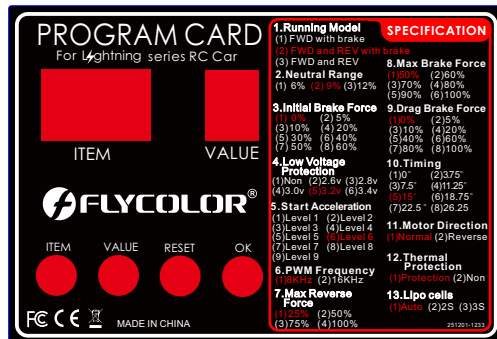 PROGRAM CARD
For Lightning series RC Car
ITEM
VALUE
FLYCOLOR®
ITEM VALUE RESET OK
FC CE MADE IN CHINA
SPECIFICATION
1.Running Model
(1) FWD with brake
(2) FWD and REV with brake
(3) FWD and REV
2.Neutral Range
(1) 6% (2) 9% (3)12%
3.Initial Brake Force
(1) 0% (2) 5%
(3)10% (4) 20%
(5) 30% (6) 40%
(7) 50% (8) 60%
4.Low Voltage
Protection
(1)Non (2)2.6v (3)2.8v
(4)3.0v (5)3.2v (6)3.4v
5.Start Acceleration
(1)Level 1 (2)Level 2
(3)Level 3 (4)Level 4
(5)Level 5 (6)Level 6
(7)Level 7 (8)Level 8
(9)Level 9
6.PWM Frequency
(1)8KHz (2)16KHz
7.Max Reverse
Force
(1) 25% (2)50%
(3)75% (4)100%
8.Max Brake Force
(1)50% (2)60%
(3)70% (4)80%
(5)90% (6)100%
9.Drag Brake Force
(1)0% (2)5%
(3)10% (4)20%
(5)40% (6)60%
(7)80% (8)100%
10.Timing
(1)0° (2)3.75°
(3)7.5° (4)11.25°
(5)15° (6)18.75°
(7)22.5° (8)26.25
11.Motor Direction
(1)Normal (2)Reverse
12.Thermal
Protection
(1)Protection (2)Non
13.Lipo cells
(1)Auto (2)2S (3)3S
251201-1233